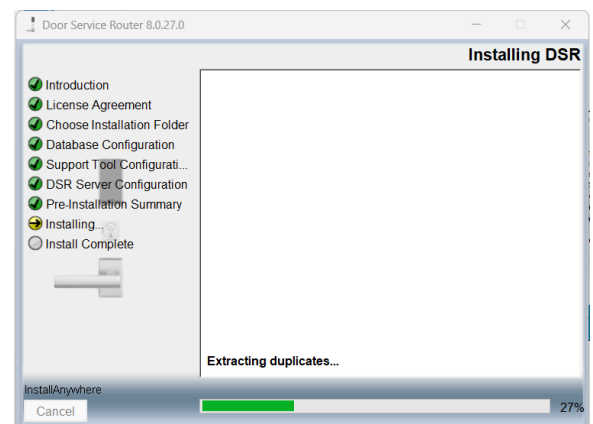 Door Service Router 8.0.27.0
Installing DSR
Introduction
License Agreement
Choose Installation Folder
Database Configuration
Support Tool Configurati...
DSR Server Configuration
Pre-Installation Summary
Installing...
Install Complete
Extracting duplicates...
InstallAnywhere
Cancel
27%